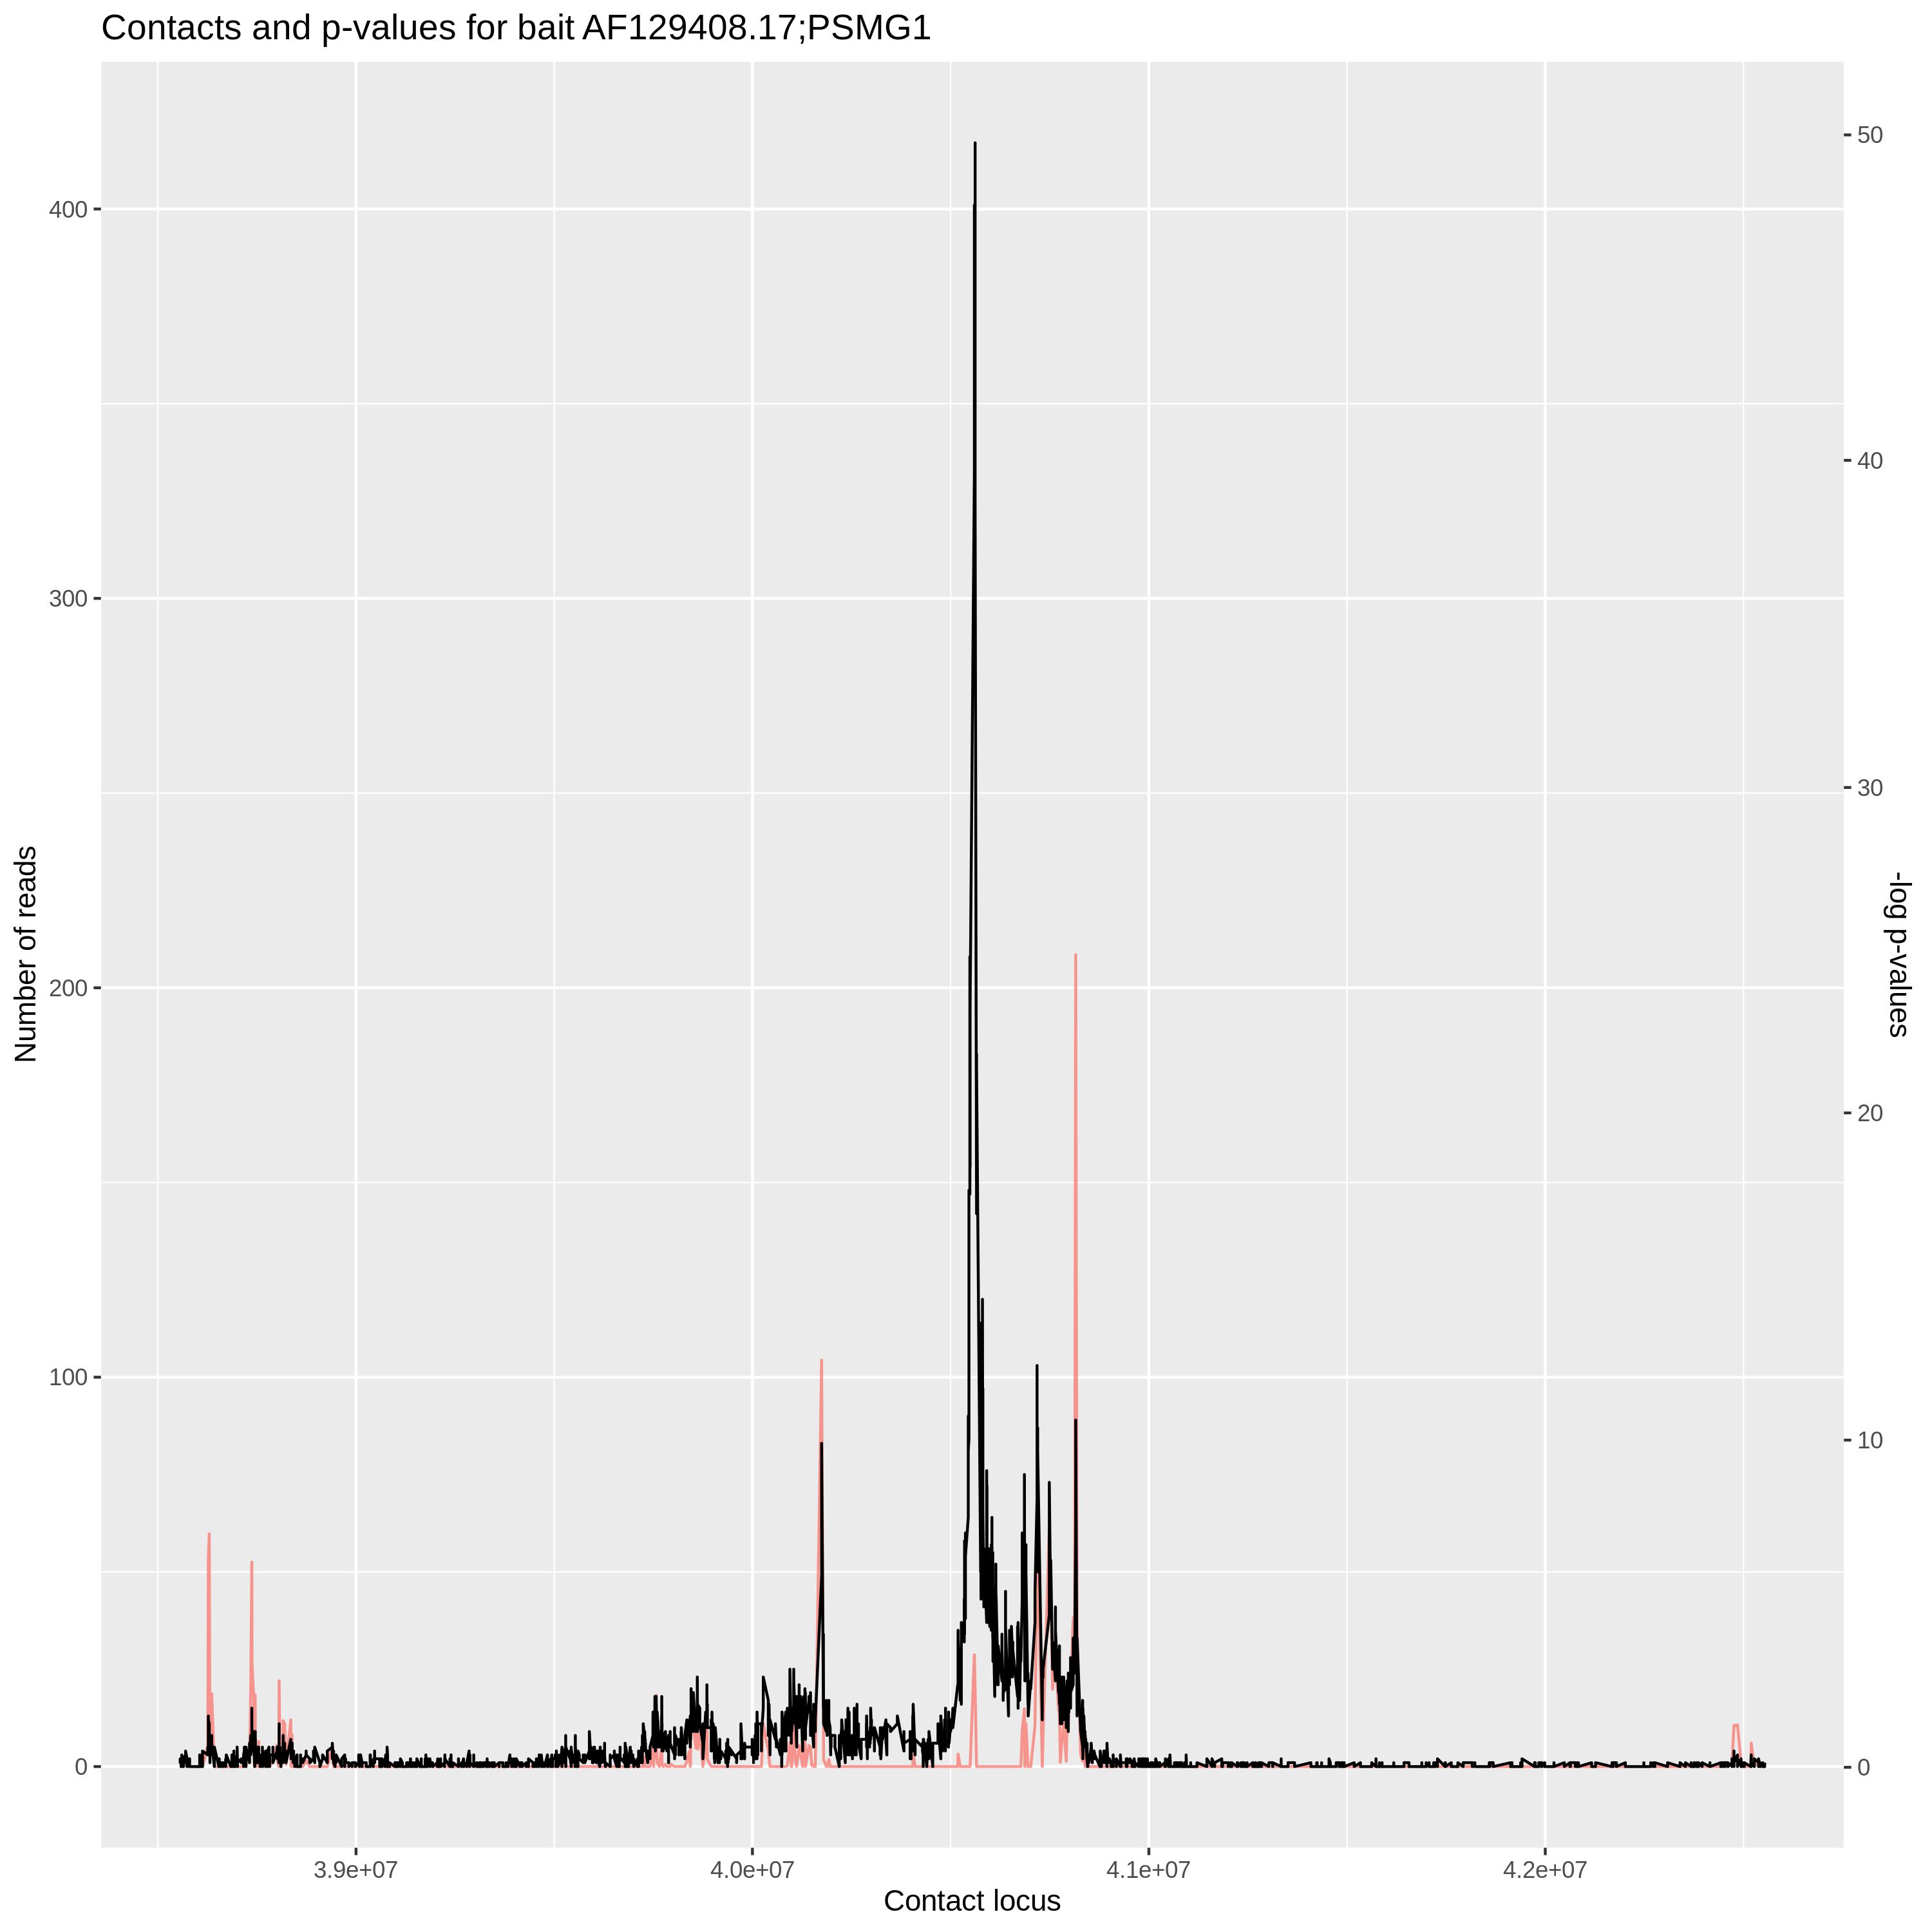 Contacts and p-values for bait AF129408.17;PSMG1
400
300
200
100
0
Number of reads
50
40
30
20
10
0
-log p-values
3.9e+07
4.0e+07
4.1e+07
4.2e+07
Contact locus